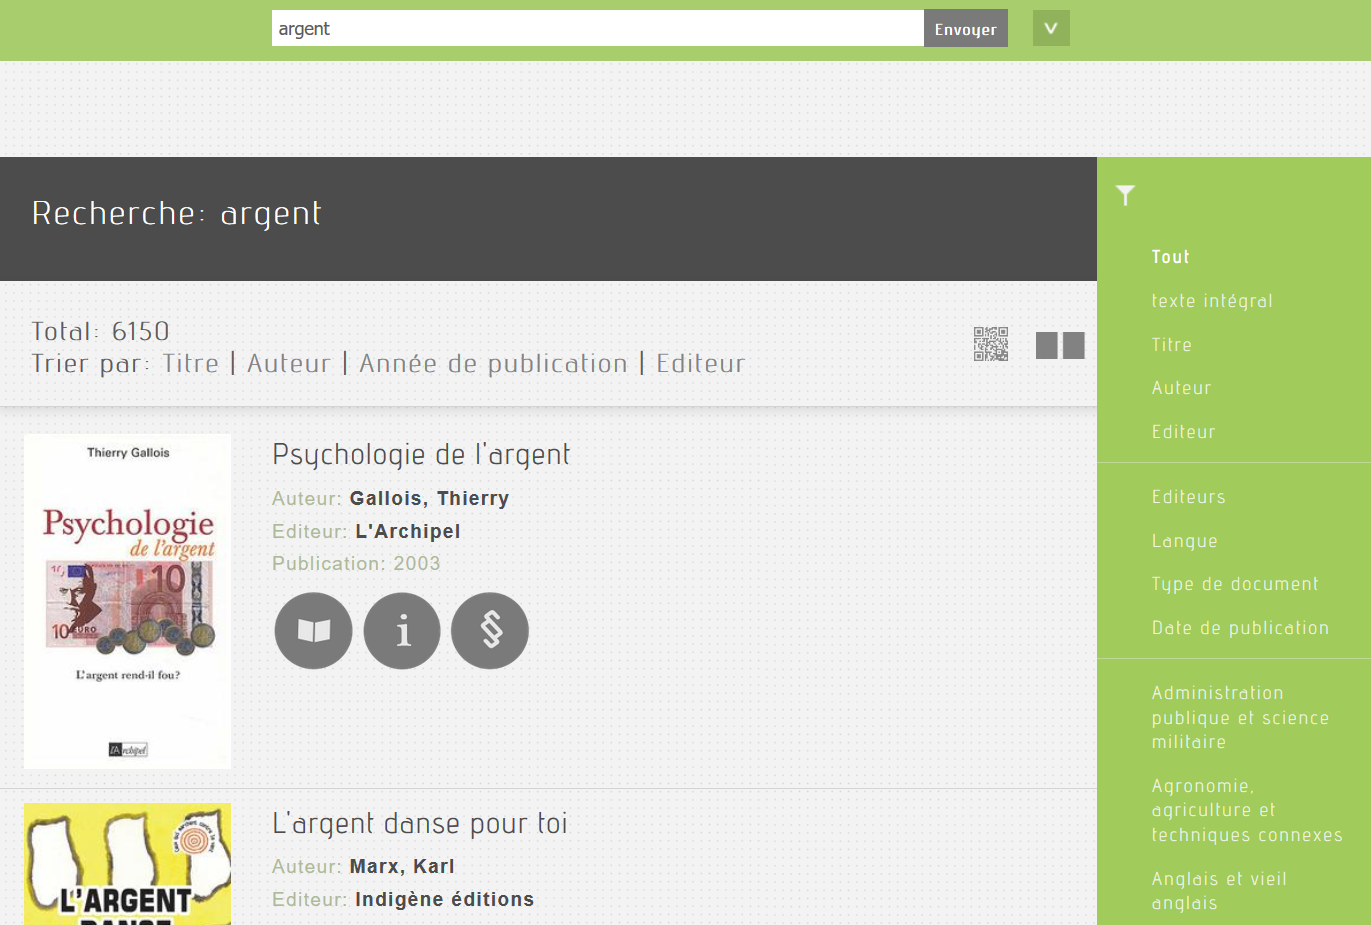 argent
Envoyer
V
Recherche: argent
Total: 6150
Trier par: Titre | Auteur | Année de publication | Editeur
Thierry Gallois
Psychologie
de l'argent
10
10 EURO
L'argent rend-il fou?
l'Archipel
Psychologie de l'argent
Auteur: Gallois, Thierry
Editeur: L'Archipel
Publication: 2003
i
§
L'ARGENT
DANSE
L'argent danse pour toi
Auteur: Marx, Karl
Editeur: Indigène éditions
Tout
texte intégral
Titre
Auteur
Editeur
Editeurs
Langue
Type de document
Date de publication
Administration
publique et science
militaire
Agronomie,
agriculture et
techniques connexes
Anglais et vieil
anglais